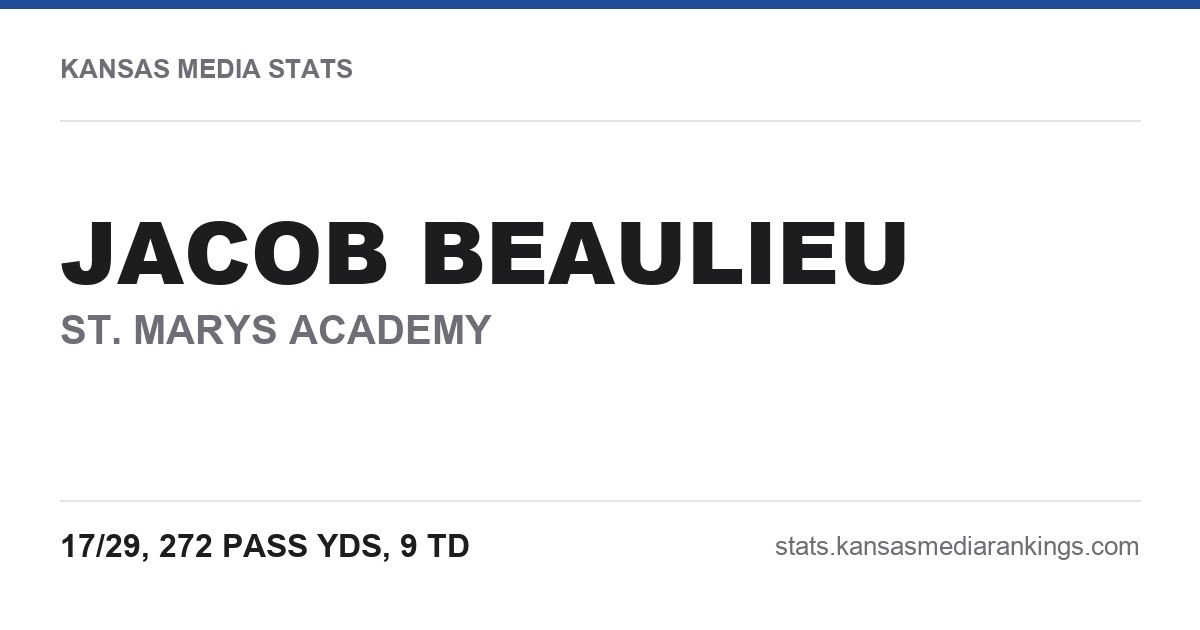 KANSAS MEDIA STATS
JACOB BEAULIEU
ST. MARYS ACADEMY
17/29, 272 PASS YDS, 9 TD
stats.kansasmediarankings.com